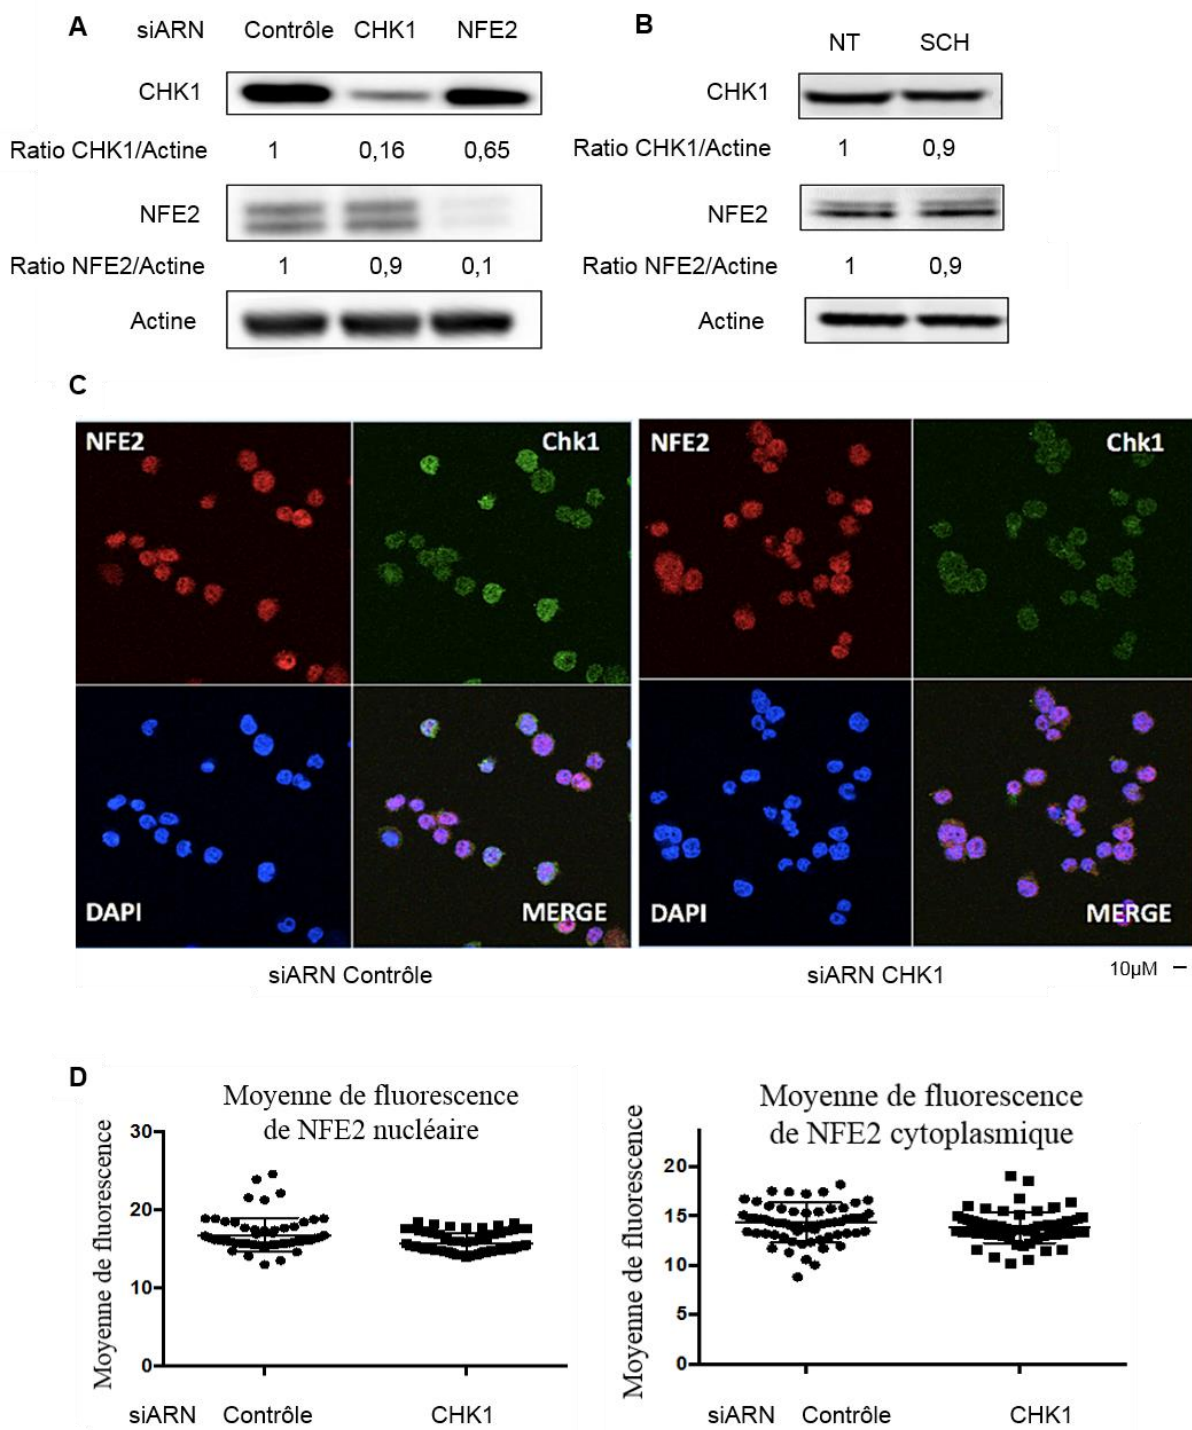 A
siARN Contrôle CHK1 NFE2
CHK1
Ratio CHK1/Actine 1 0,16 0,65
NFE2
Ratio NFE2/Actine 1 0,9 0,1
Actine
B
NT SCH
CHK1
Ratio CHK1/Actine 1 0,9
NFE2
Ratio NFE2/Actine 1 0,9
Actine
C
NFE2 Chk1
DAPI MERGE
siARN Contrôle
NFE2 Chk1
DAPI MERGE
siARN CHK1
10µM
D
Moyenne de fluorescence
de NFE2 nucléaire
Moyenne de fluorescence
30
20
10
0
siARN Contrôle CHK1
Moyenne de fluorescence
de NFE2 cytoplasmique
Moyenne de fluorescence
20
15
10
5
0
siARN Contrôle CHK1